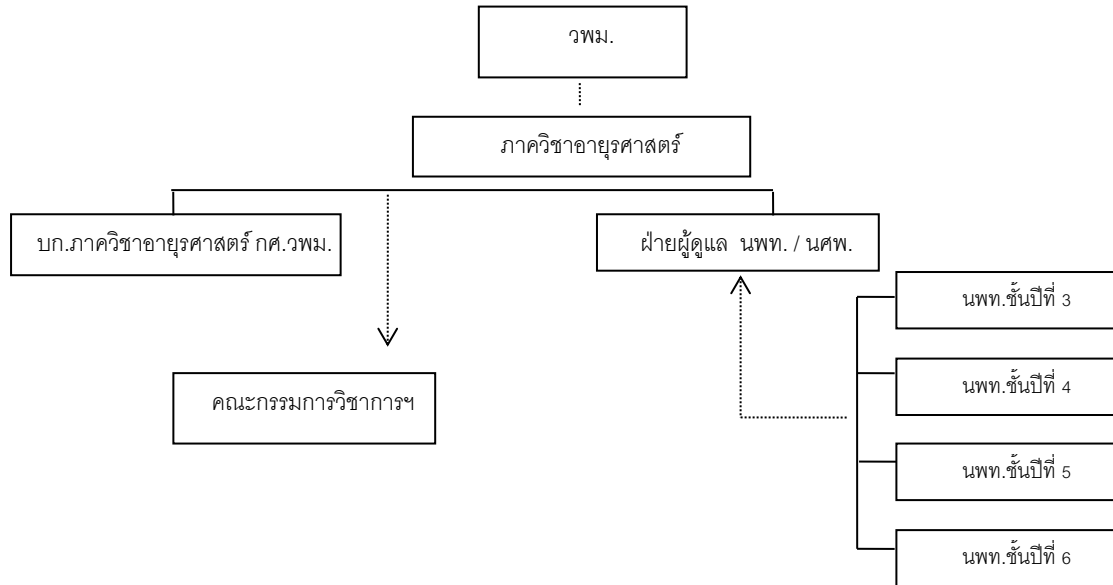 วพม.
ภาควิชาอายุรศาสตร์
บก.ภาควิชาอายุรศาสตร์ กศ.วพม.
ฝ่ายผู้ดูแล นพท. / นศพ.
นพท.ชั้นปีที่ 3
นพท.ชั้นปีที่ 4
คณะกรรมการวิชาการฯ
นพท.ชั้นปีที่ 5
นพท.ชั้นปีที่ 6